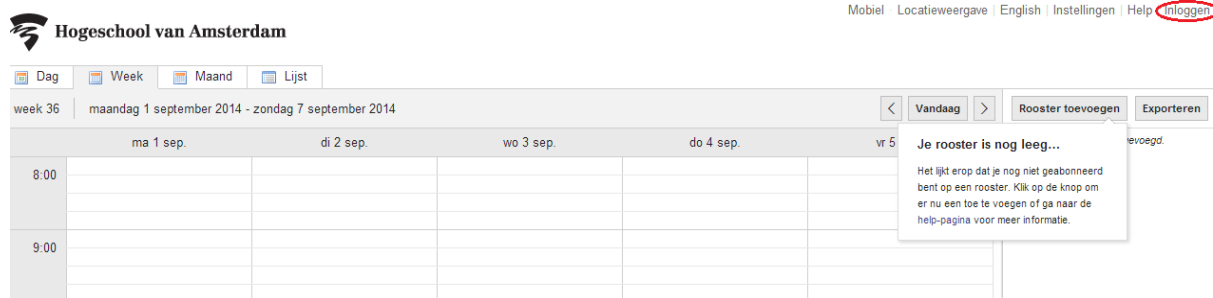 Mobiel Locatieweergave | English | Instellingen | Help Inloggen
Hogeschool van Amsterdam
Dag Week Maand Lijst
week 36 maandag 1 september 2014 - zondag 7 september 2014 < Vandaag > Rooster toevoegen Exporteren
ma 1 sep. di 2 sep. wo 3 sep. do 4 sep. vr 5
Je rooster is nog leeg...
Het lijkt erop dat je nog niet geabonneerd
bent op een rooster. Klik op de knop om
er nu een toe te voegen of ga naar de
help-pagina voor meer informatie.
8:00
9:00